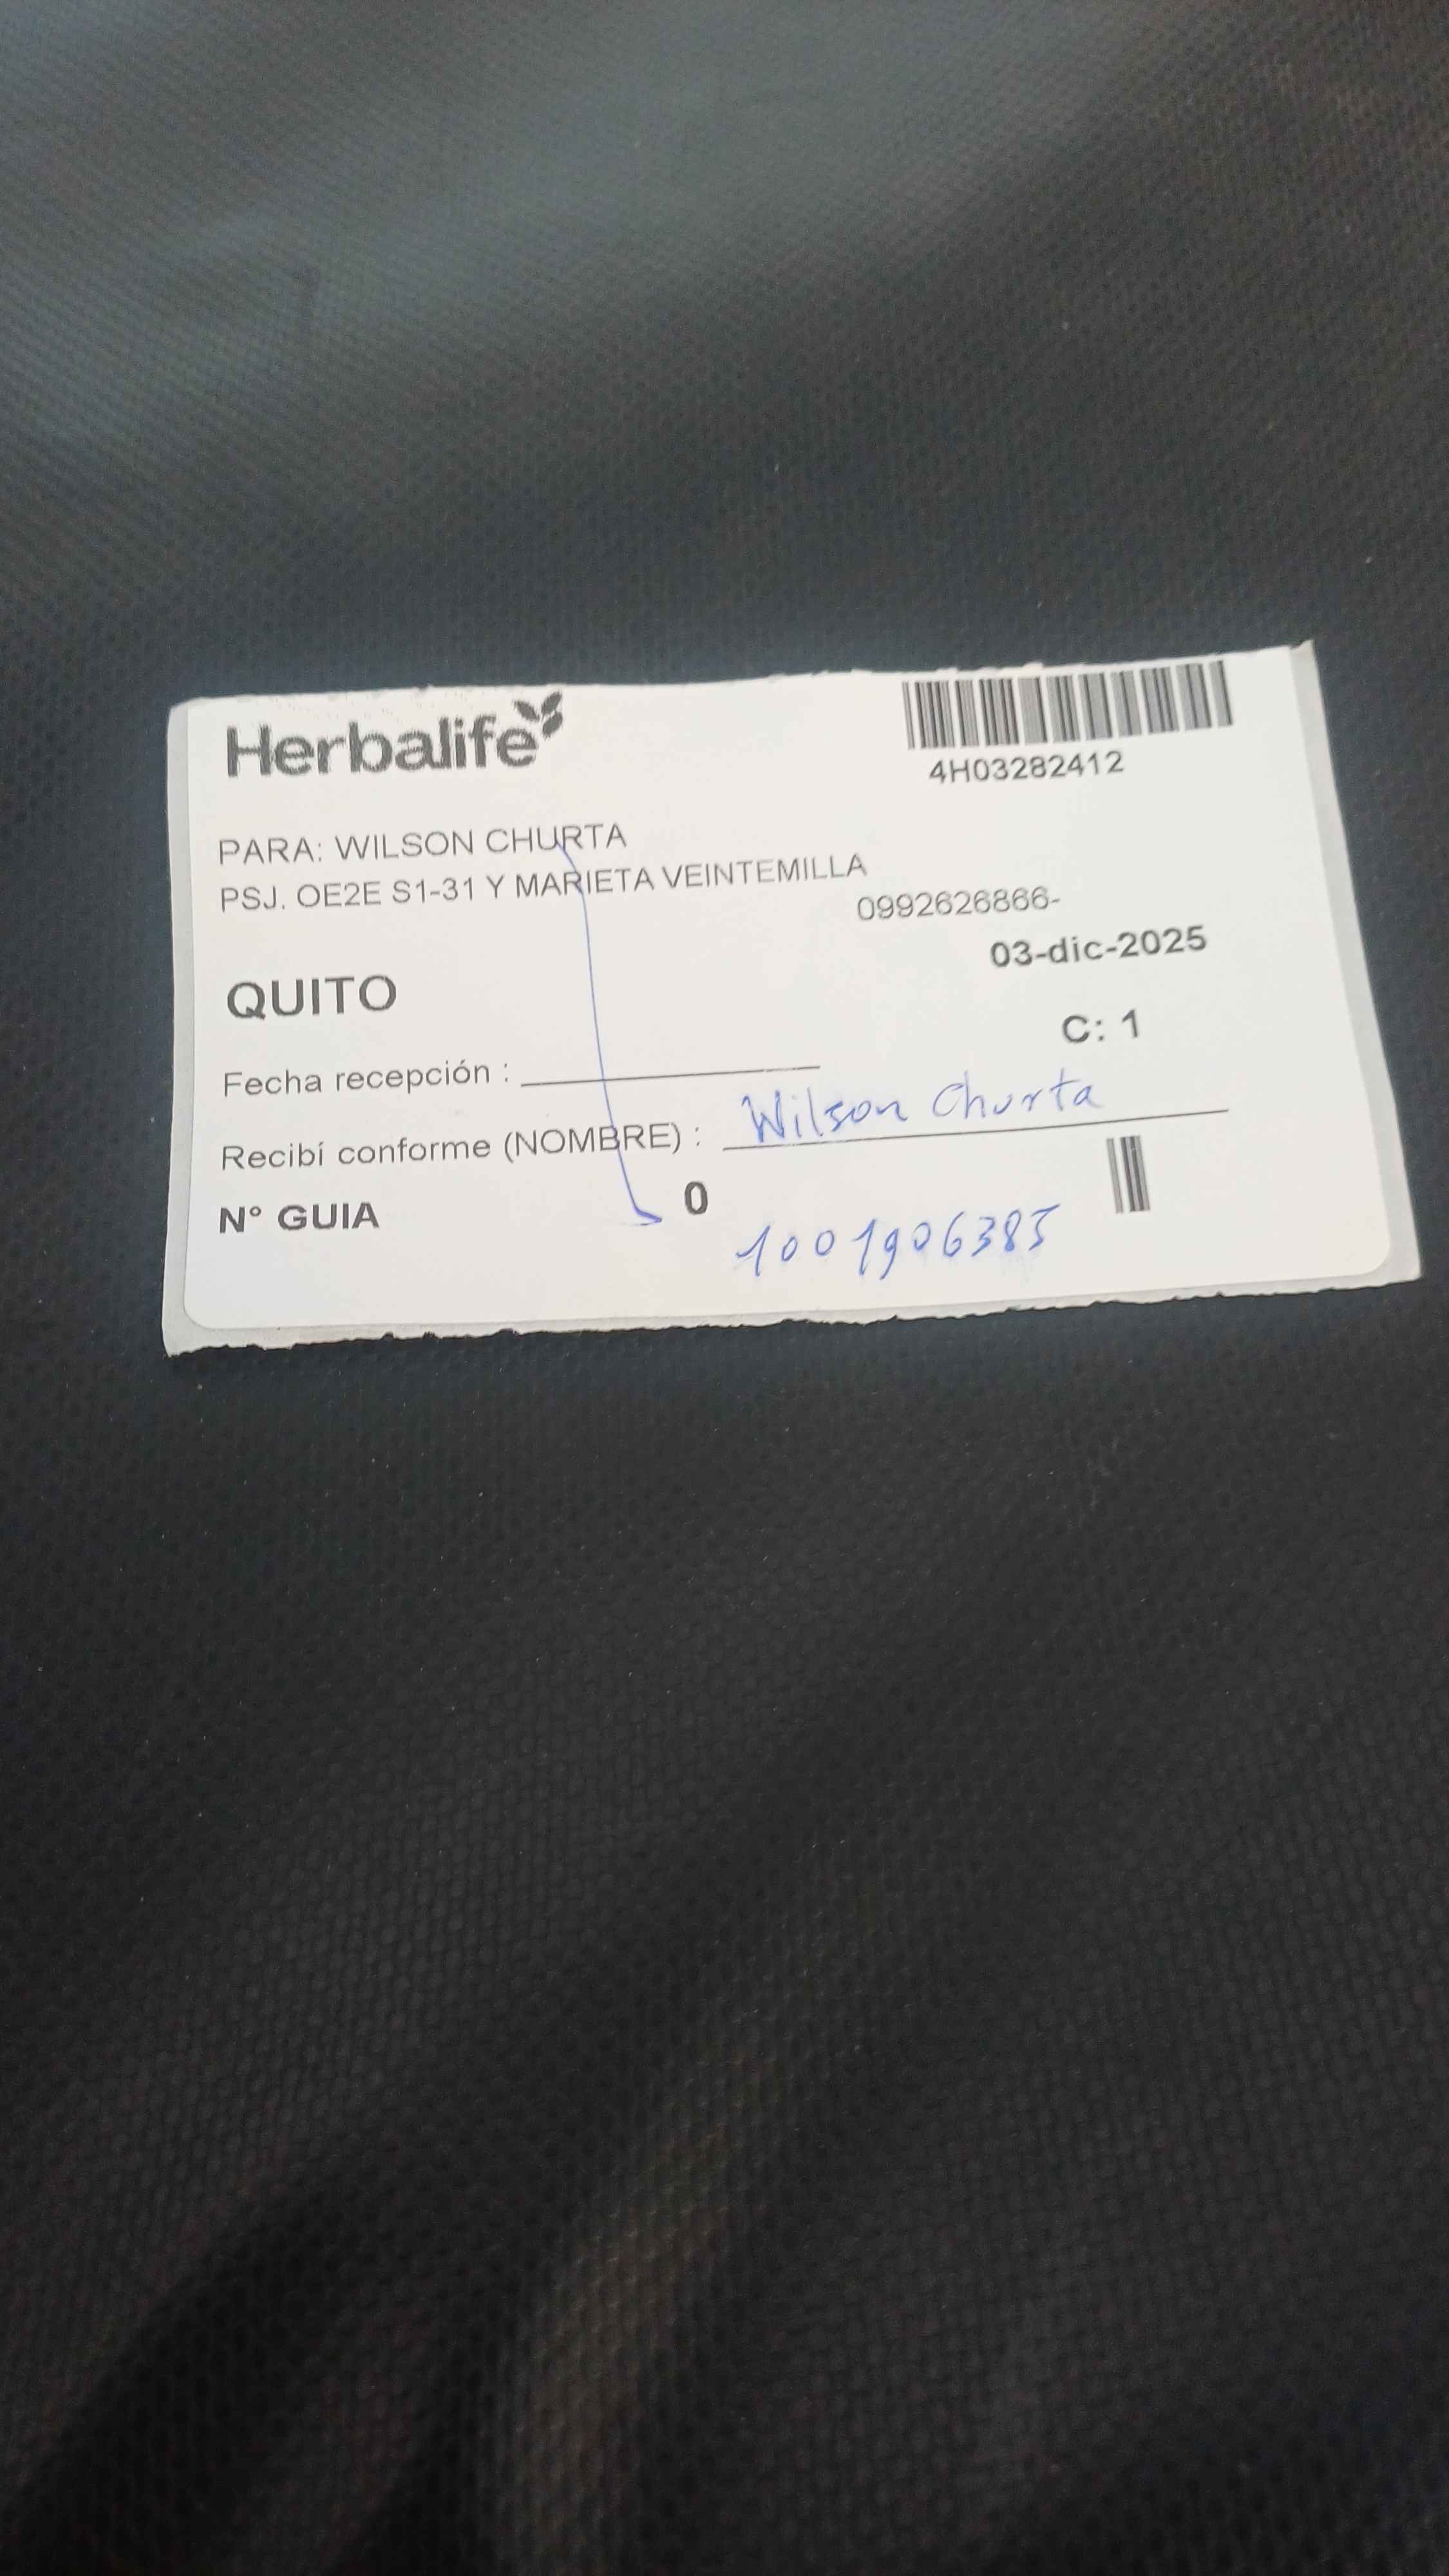 Herbalife
4H03282412
PARA: WILSON CHURTA
PSJ. OE2E S1-31 Y MARIETA VEINTEMILLA
0992626866-
03-dic-2025
QUITO
C: 1
Fecha recepción :
Recibí conforme (NOMBRE) : Wilson Churta
N° GUIA 0
1001906385